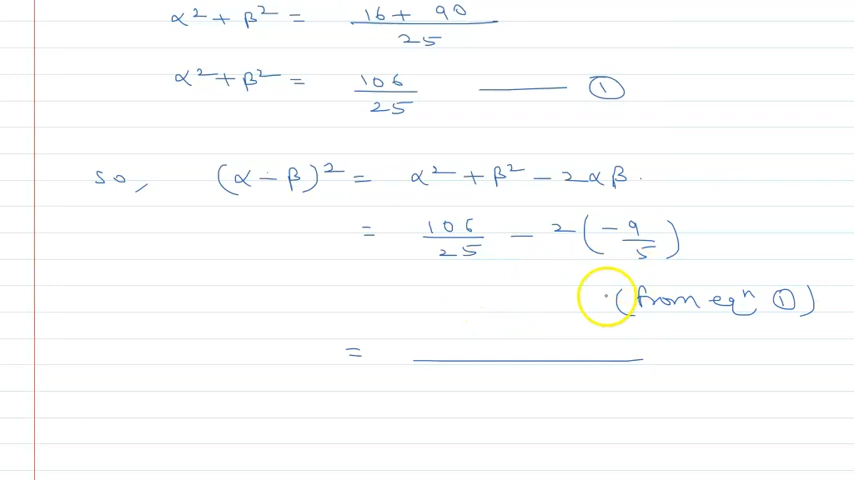 α² + β² = 16 + 90 / 25
α² + β² = 106 / 25 —— ①
so, (α - β)² = α² + β² - 2αβ.
= 106 / 25 - 2(-9/5)
(from eqⁿ ①)
=